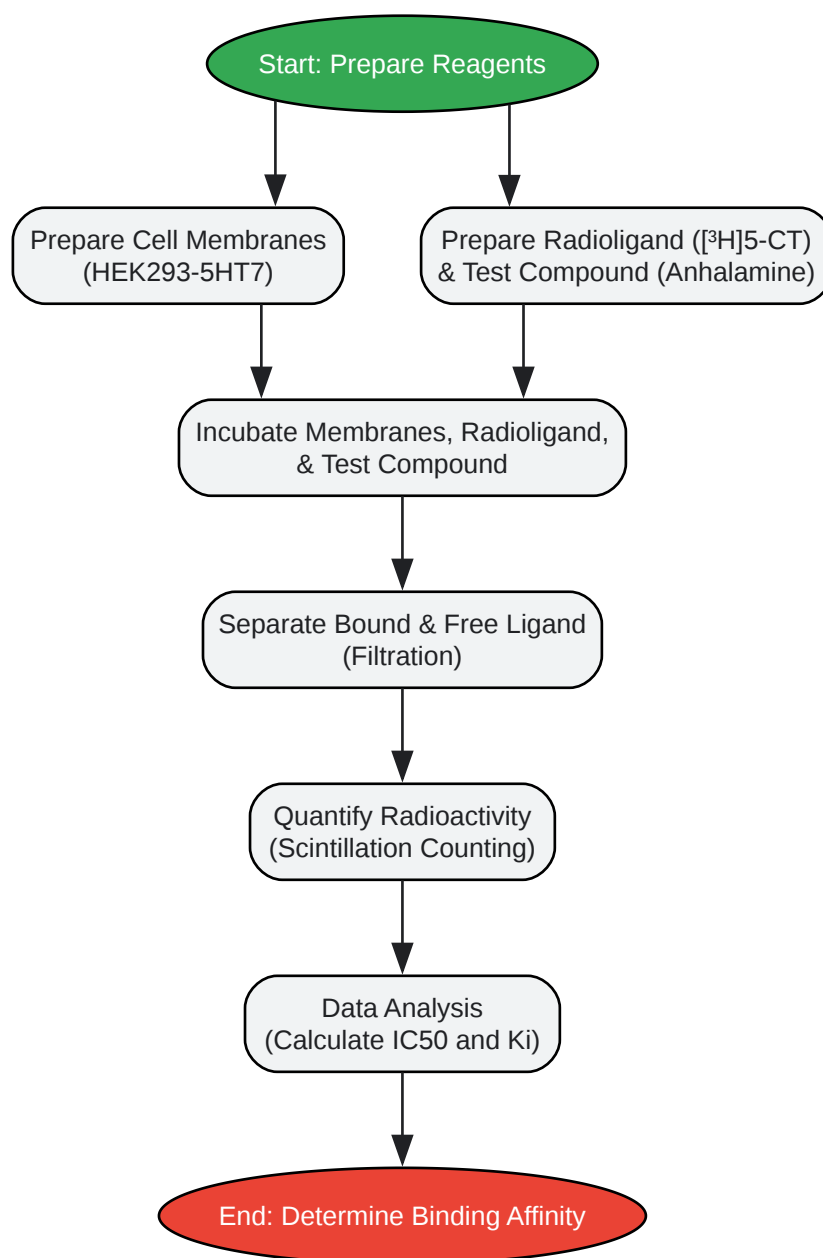 Start: Prepare Reagents
Prepare Cell Membranes
(HEK293-5HT7)
Prepare Radioligand ([³H]5-CT)
& Test Compound (Anhalamine)
Incubate Membranes, Radioligand,
& Test Compound
Separate Bound & Free Ligand
(Filtration)
Quantify Radioactivity
(Scintillation Counting)
Data Analysis
(Calculate IC50 and Ki)
End: Determine Binding Affinity